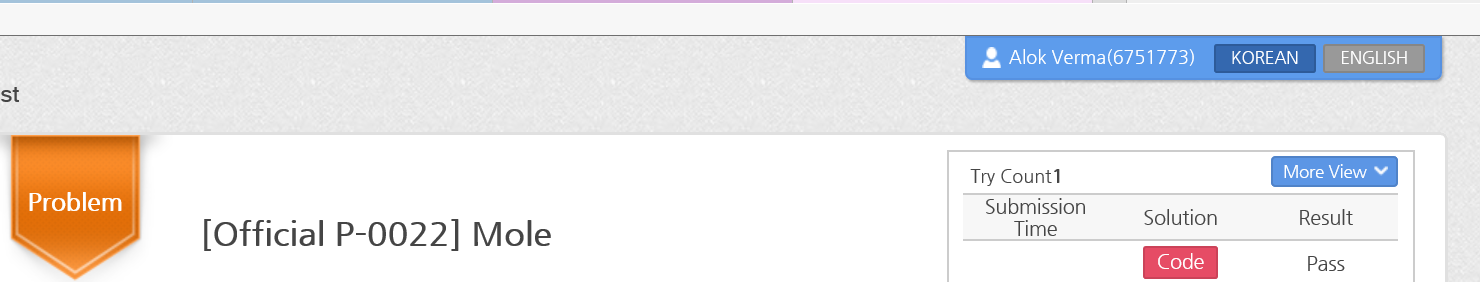 Alok Verma(6751773) KOREAN ENGLISH
st
Problem
[Official P-0022] Mole
Try Count1 More View
Submission Time Solution Result
Code Pass